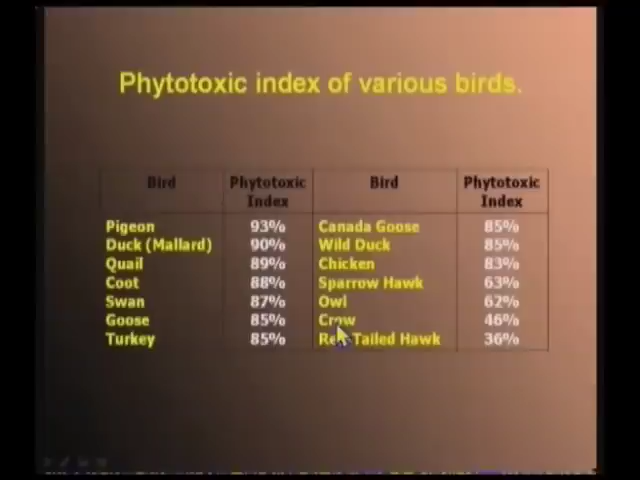 Phytotoxic index of various birds.
Bird Phytotoxic Index Bird Phytotoxic Index
Pigeon 93% Canada Goose 85%
Duck (Mallard) 90% Wild Duck 85%
Quail 89% Chicken 83%
Coot 88% Sparrow Hawk 63%
Swan 87% Owl 62%
Goose 85% Crow 46%
Turkey 85% Red Tailed Hawk 36%